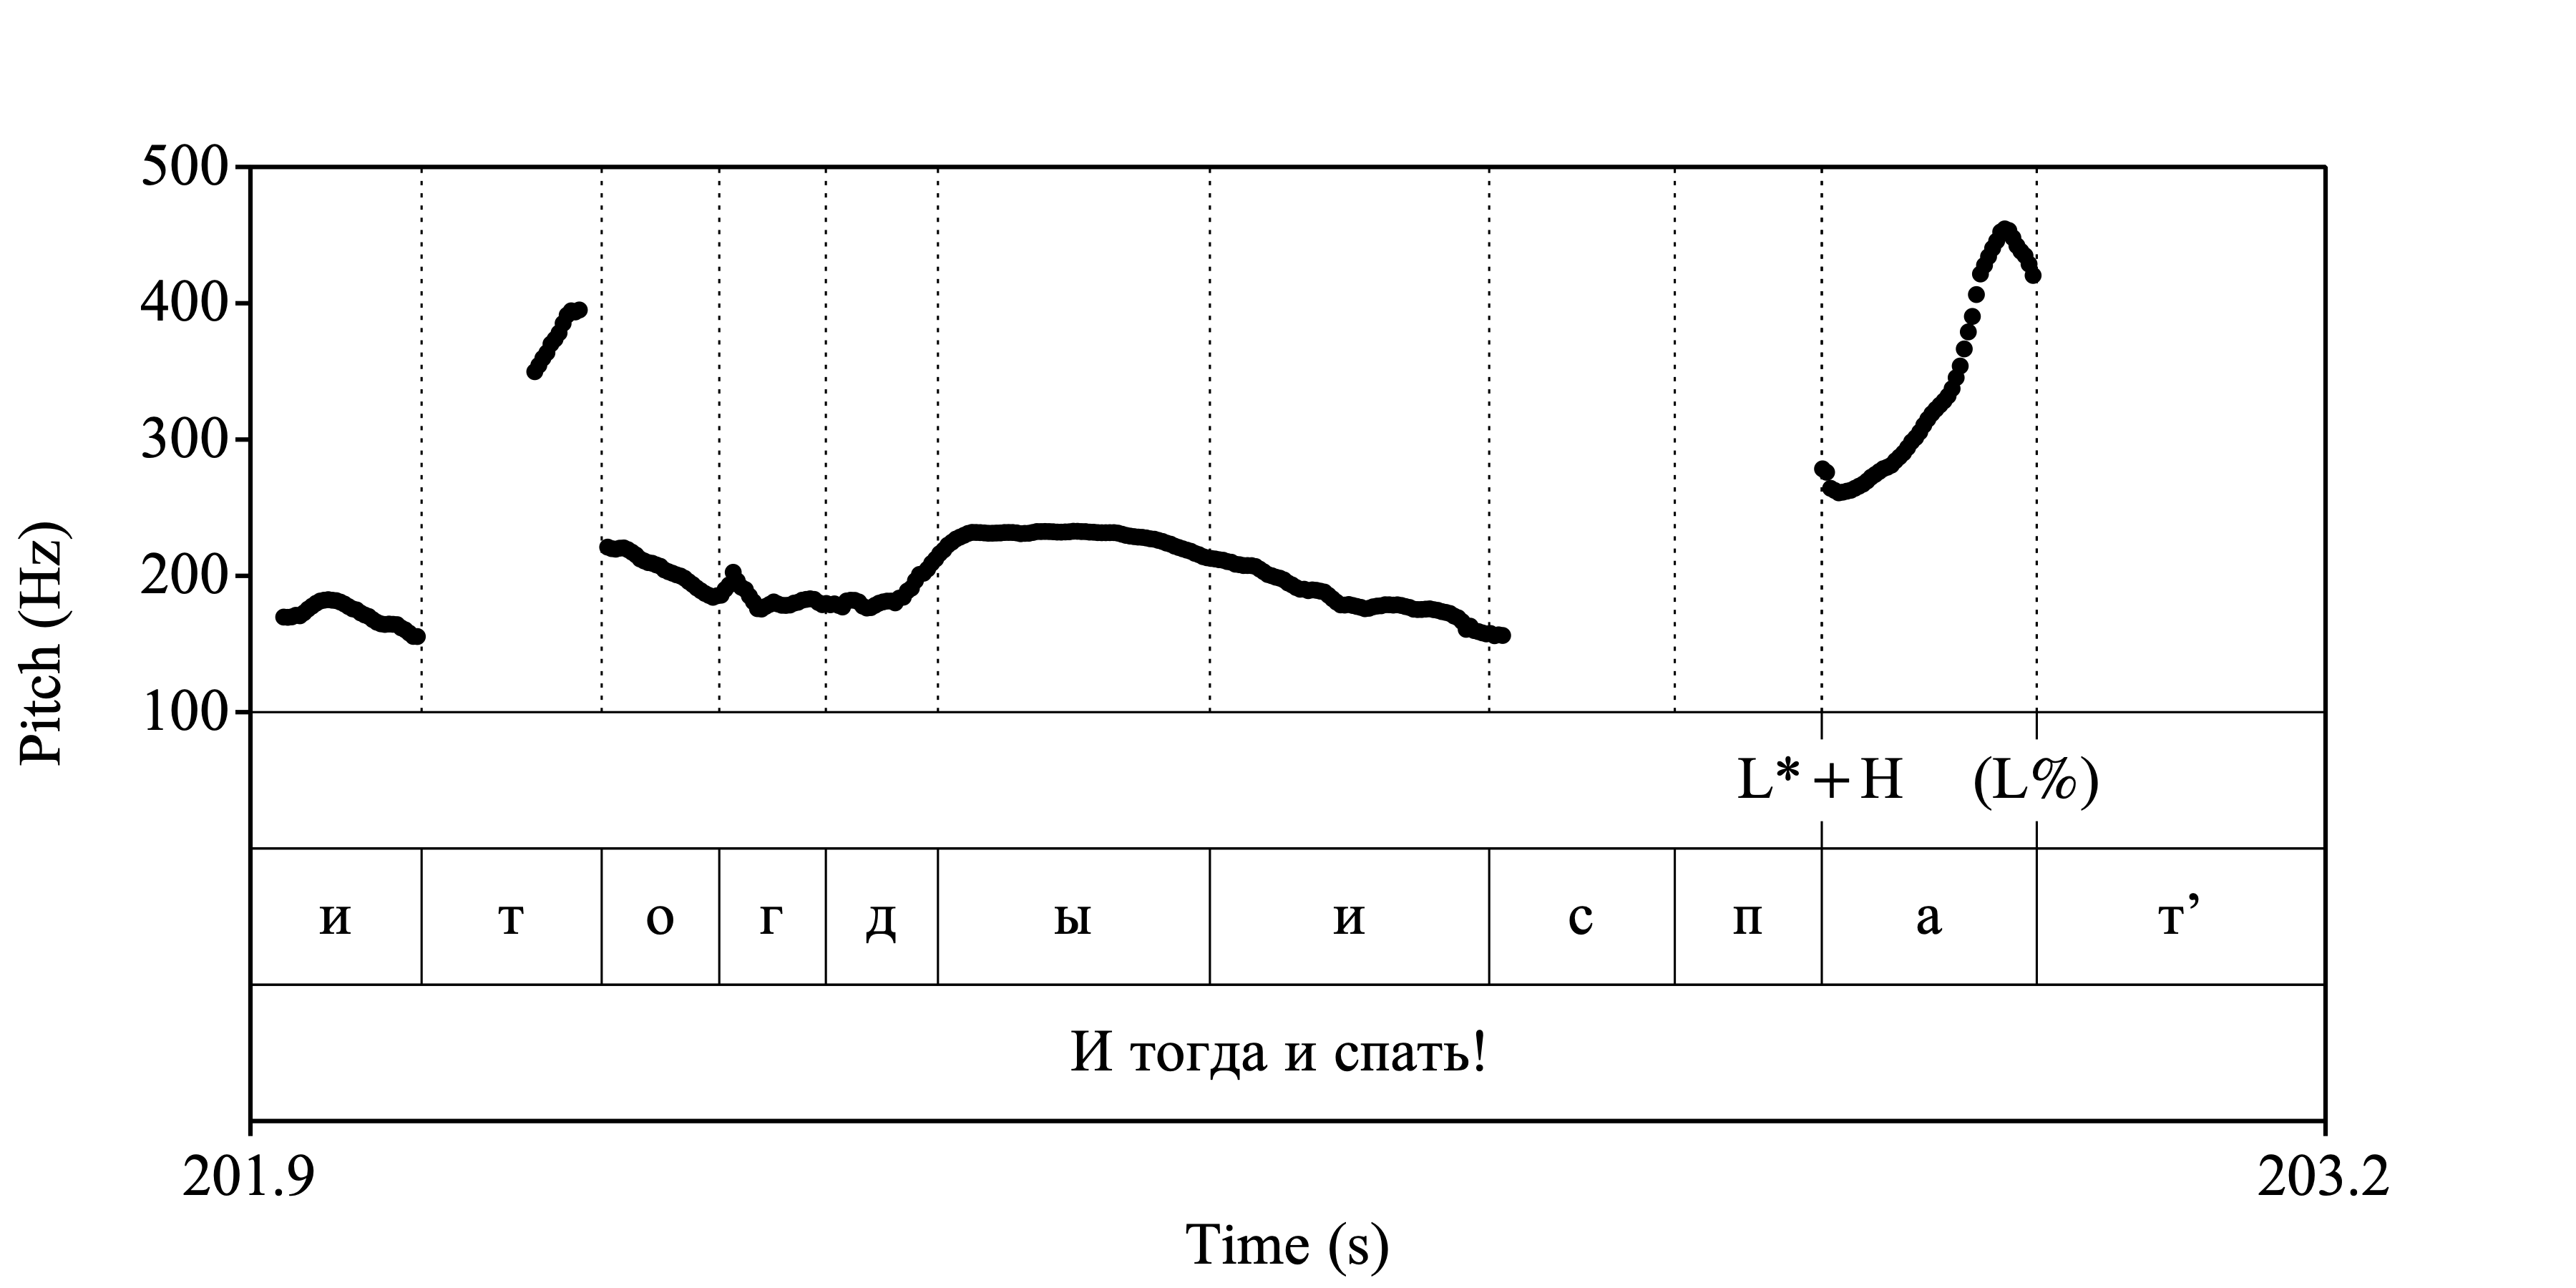 500
400
300
200
100
Pitch (Hz)
L*+H (L%)
и т о г д ы и с п а т’
И тогда и спать!
201.9 203.2
Time (s)